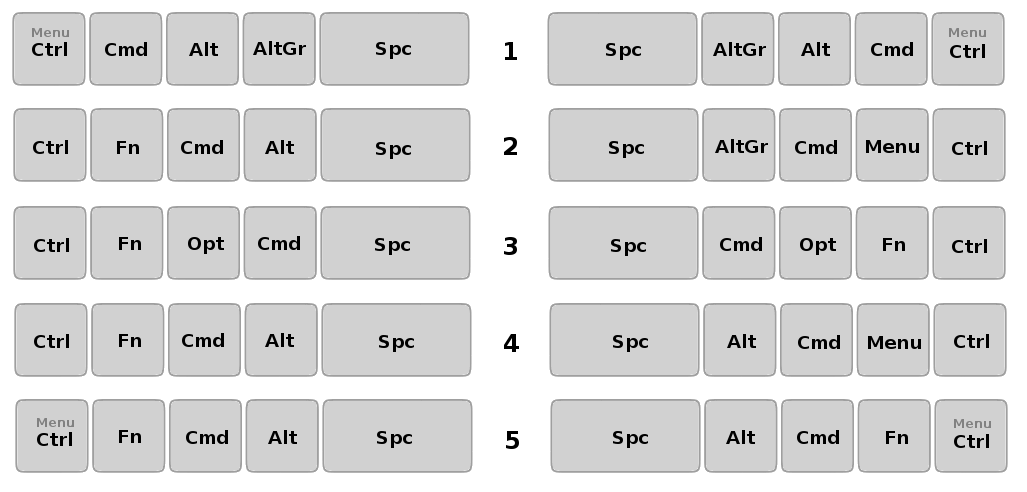 Menu Menu
Ctrl Cmd Alt AltGr Spc 1 Spc AltGr Alt Cmd Ctrl
Ctrl Fn Cmd Alt Spc 2 Spc AltGr Cmd Menu Ctrl
Ctrl Fn Opt Cmd Spc 3 Spc Cmd Opt Fn Ctrl
Ctrl Fn Cmd Alt Spc 4 Spc Alt Cmd Menu Ctrl
Menu Menu
Ctrl Fn Cmd Alt Spc 5 Spc Alt Cmd Fn Ctrl